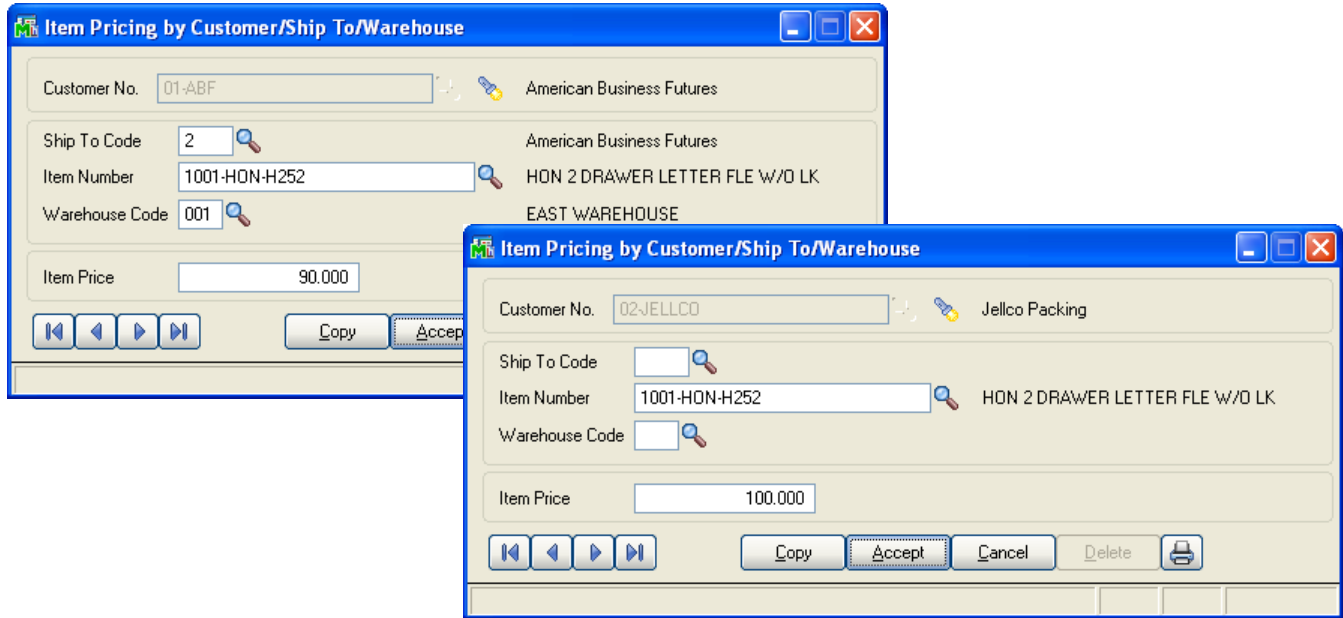 Item Pricing by Customer/Ship To/Warehouse
Customer No. 01-ABF American Business Futures
Ship To Code 2 American Business Futures
Item Number 1001-HON-H252 HON 2 DRAWER LETTER FLE W/O LK
Warehouse Code 001 EAST WAREHOUSE
Item Price 90.000
Copy Accep
Item Pricing by Customer/Ship To/Warehouse
Customer No. 02-JELLCO Jellco Packing
Ship To Code
Item Number 1001-HON-H252 HON 2 DRAWER LETTER FLE W/O LK
Warehouse Code
Item Price 100.000
Copy Accept Cancel Delete